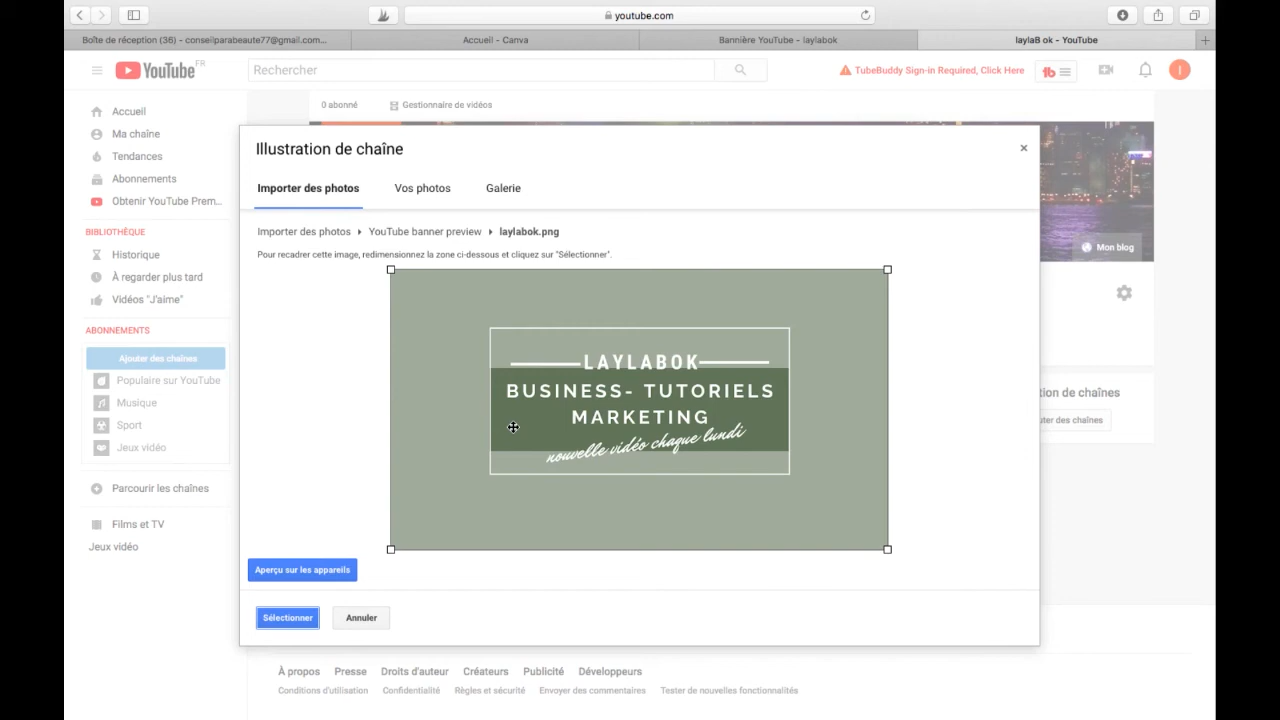 youtube.com
Boîte de réception (36) - conseilparabeaute77@gmail.com...
Accueil - Canva
Bannière YouTube - laylabok
laylaB ok - YouTube
YouTube FR
Rechercher
TubeBuddy Sign-in Required, Click Here
tb
I
Accueil
Ma chaîne
Tendances
Abonnements
Obtenir YouTube Prem...
BIBLIOTHÈQUE
Historique
À regarder plus tard
Vidéos "J'aime"
ABONNEMENTS
Ajouter des chaînes
Populaire sur YouTube
Musique
Sport
Jeux vidéo
Parcourir les chaînes
Films et TV
Jeux vidéo
0 abonné
Gestionnaire de vidéos
Mon blog
Illustration de chaîne
×
Importer des photos
Vos photos
Galerie
Importer des photos
YouTube banner preview
laylabok.png
Pour recadrer cette image, redimensionnez la zone ci-dessous et cliquez sur "Sélectionner".
LAYLABOK
BUSINESS- TUTORIELS
MARKETING
nouvelle vidéo chaque lundi
Aperçu sur les appareils
Sélectionner
Annuler
tion de chaînes
uter des chaînes
À propos
Presse
Droits d'auteur
Créateurs
Publicité
Développeurs
Conditions d'utilisation
Confidentialité
Règles et sécurité
Envoyer des commentaires
Tester de nouvelles fonctionnalités